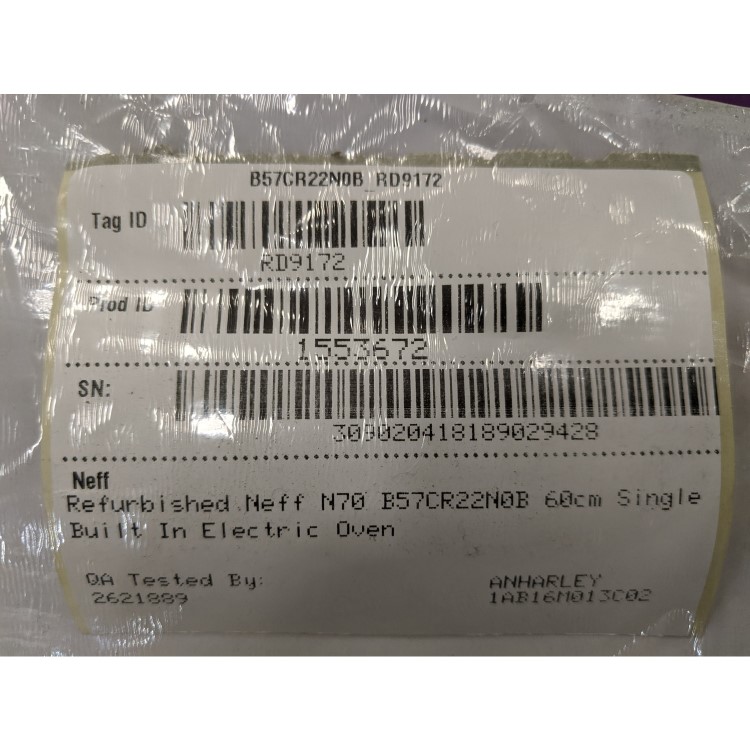 B57CR22N0B RD9172
Tag ID
RD9172
Prod ID
1553672
SN:
309020418189029428
Neff
Refurbished Neff N70 B57CR22N0B 60cm Single
Built In Electric Oven
QA Tested By: ANHARLEY
2621889 1AB16M013C02